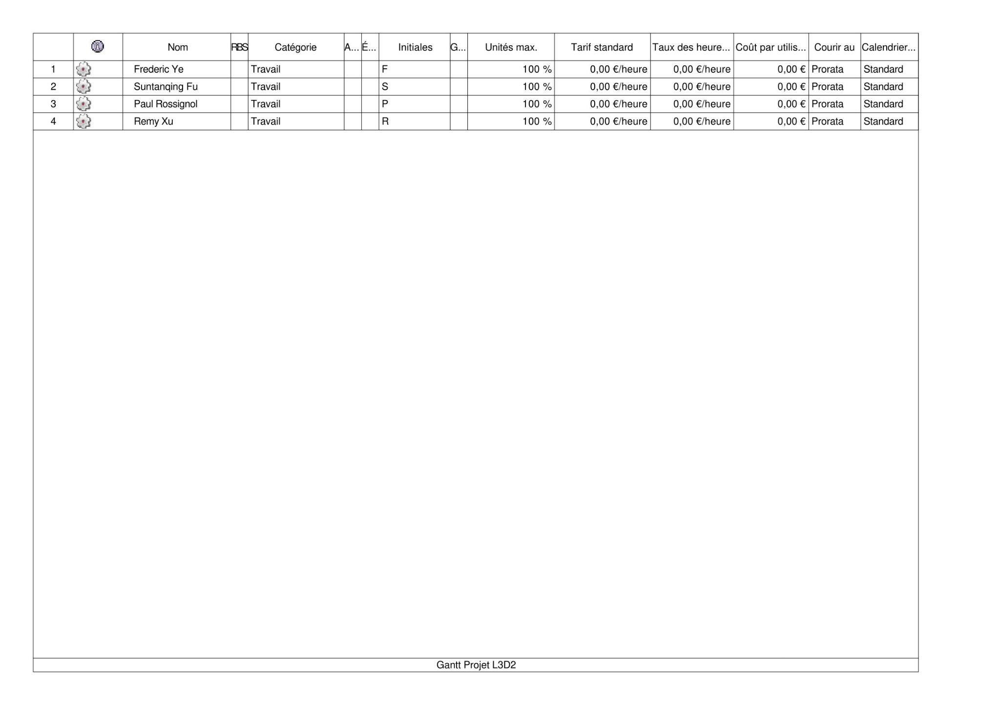 Nom RBS Catégorie A... É... Initiales G... Unités max. Tarif standard Taux des heure... Coût par utilis... Courir au Calendrier...
1 Frederic Ye Travail F 100 % 0,00 €/heure 0,00 €/heure 0,00 € Prorata Standard
2 Suntanqing Fu Travail S 100 % 0,00 €/heure 0,00 €/heure 0,00 € Prorata Standard
3 Paul Rossignol Travail P 100 % 0,00 €/heure 0,00 €/heure 0,00 € Prorata Standard
4 Remy Xu Travail R 100 % 0,00 €/heure 0,00 €/heure 0,00 € Prorata Standard
Gantt Projet L3D2